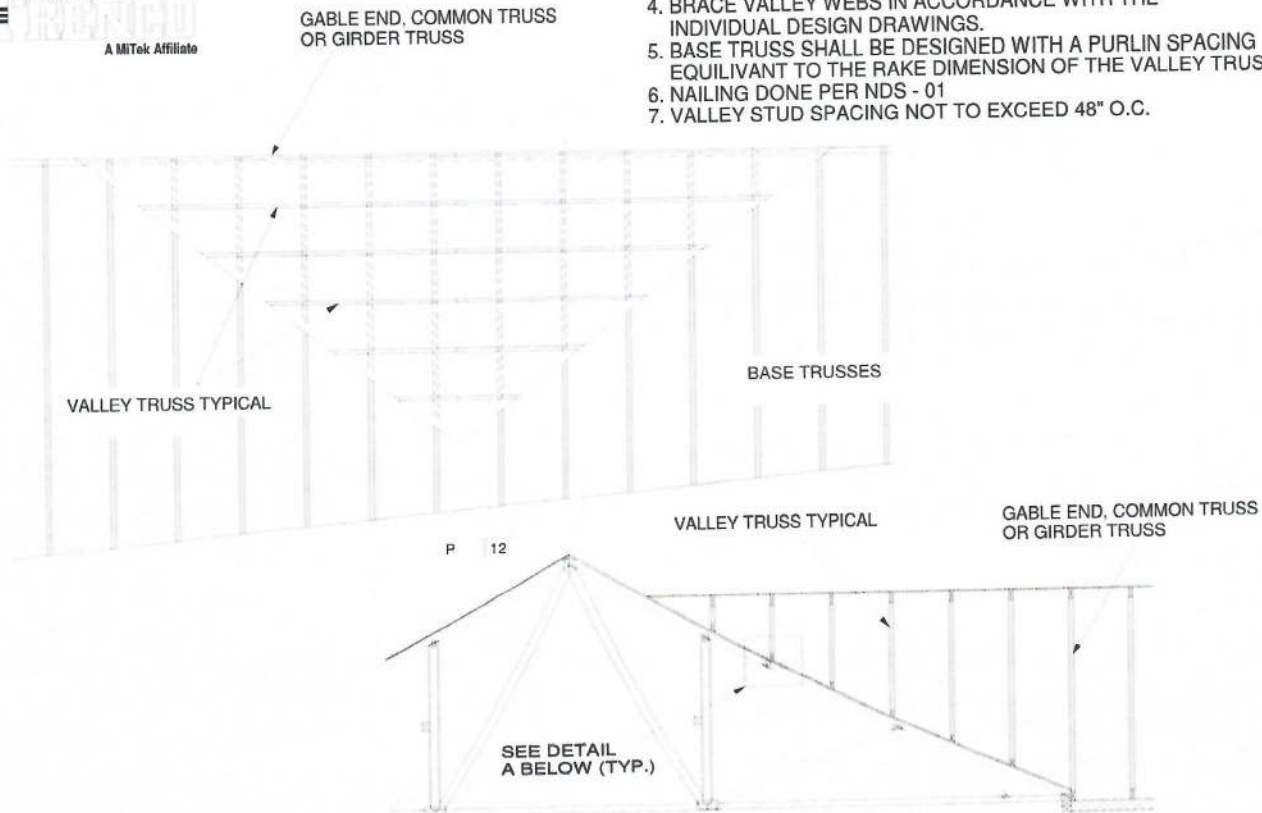 TRENCO
A MiTek Affiliate
GABLE END, COMMON TRUSS
OR GIRDER TRUSS
4. BRACE VALLEY WEBS IN ACCORDANCE WITH THE
INDIVIDUAL DESIGN DRAWINGS.
5. BASE TRUSS SHALL BE DESIGNED WITH A PURLIN SPACING
EQUILIVANT TO THE RAKE DIMENSION OF THE VALLEY TRUS
6. NAILING DONE PER NDS - 01
7. VALLEY STUD SPACING NOT TO EXCEED 48" O.C.
VALLEY TRUSS TYPICAL
BASE TRUSSES
VALLEY TRUSS TYPICAL
GABLE END, COMMON TRUSS
OR GIRDER TRUSS
P 12
SEE DETAIL
A BELOW (TYP.)